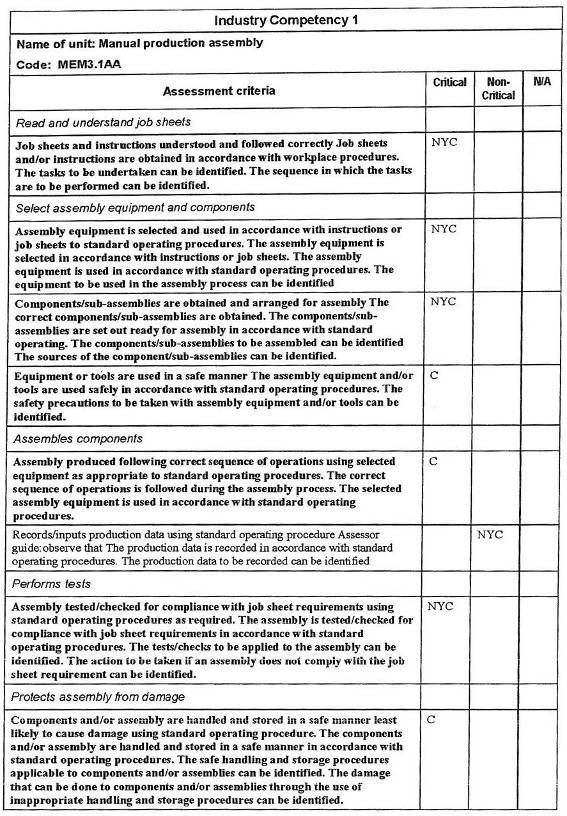 Industry Competency 1
Name of unit: Manual production assembly
Code: MEM3.1AA
Assessment criteria
Critical
Non-
Critical
N/A
Read and understand job sheets
Job sheets and instructions understood and followed correctly Job sheets
and/or instructions are obtained in accordance with workplace procedures.
The tasks to be undertaken can be identified. The sequence in which the tasks
are to be performed can be identified.
NYC
Select assembly equipment and components
Assembly equipment is selected and used in accordance with instructions or
job sheets to standard operating procedures. The assembly equipment is
selected in accordance with instructions or job sheets. The assembly
equipment is used in accordance with standard operating procedures. The
equipment to be used in the assembly process can be identified
NYC
Components/sub-assemblies are obtained and arranged for assembly The
correct components/sub-assemblies are obtained. The components/sub-
assemblies are set out ready for assembly in accordance with standard
operating. The components/sub-assemblies to be assembled can be identified
The sources of the component/sub-assemblies can be identified.
NYC
Equipment or tools are used in a safe manner The assembly equipment and/or
tools are used safely in accordance with standard operating procedures. The
safety precautions to be taken with assembly equipment and/or tools can be
identified.
C
Assembles components
Assembly produced following correct sequence of operations using selected
equipment as appropriate to standard operating procedures. The correct
sequence of operations is followed during the assembly process. The selected
assembly equipment is used in accordance with standard operating
procedures.
C
Records/inputs production data using standard operating procedure Assessor
guide:observe that The production data is recorded in accordance with standard
operating procedures. The production data to be recorded can be identified
NYC
Performs tests
Assembly tested/checked for compliance with job sheet requirements using
standard operating procedures as required. The assembly is tested/checked for
compliance with job sheet requirements in accordance with standard
operating procedures. The tests/checks to be applied to the assembly can be
identified. The action to be taken if an assembly does not comply with the job
sheet requirement can be identified.
NYC
Protects assembly from damage
Components and/or assembly are handled and stored in a safe manner least
likely to cause damage using standard operating procedure. The components
and/or assembly are handled and stored in a safe manner in accordance with
standard operating procedures. The safe handling and storage procedures
applicable to components and/or assemblies can be identified. The damage
that can be done to components and/or assemblies through the use of
inappropriate handling and storage procedures can be identified.
C